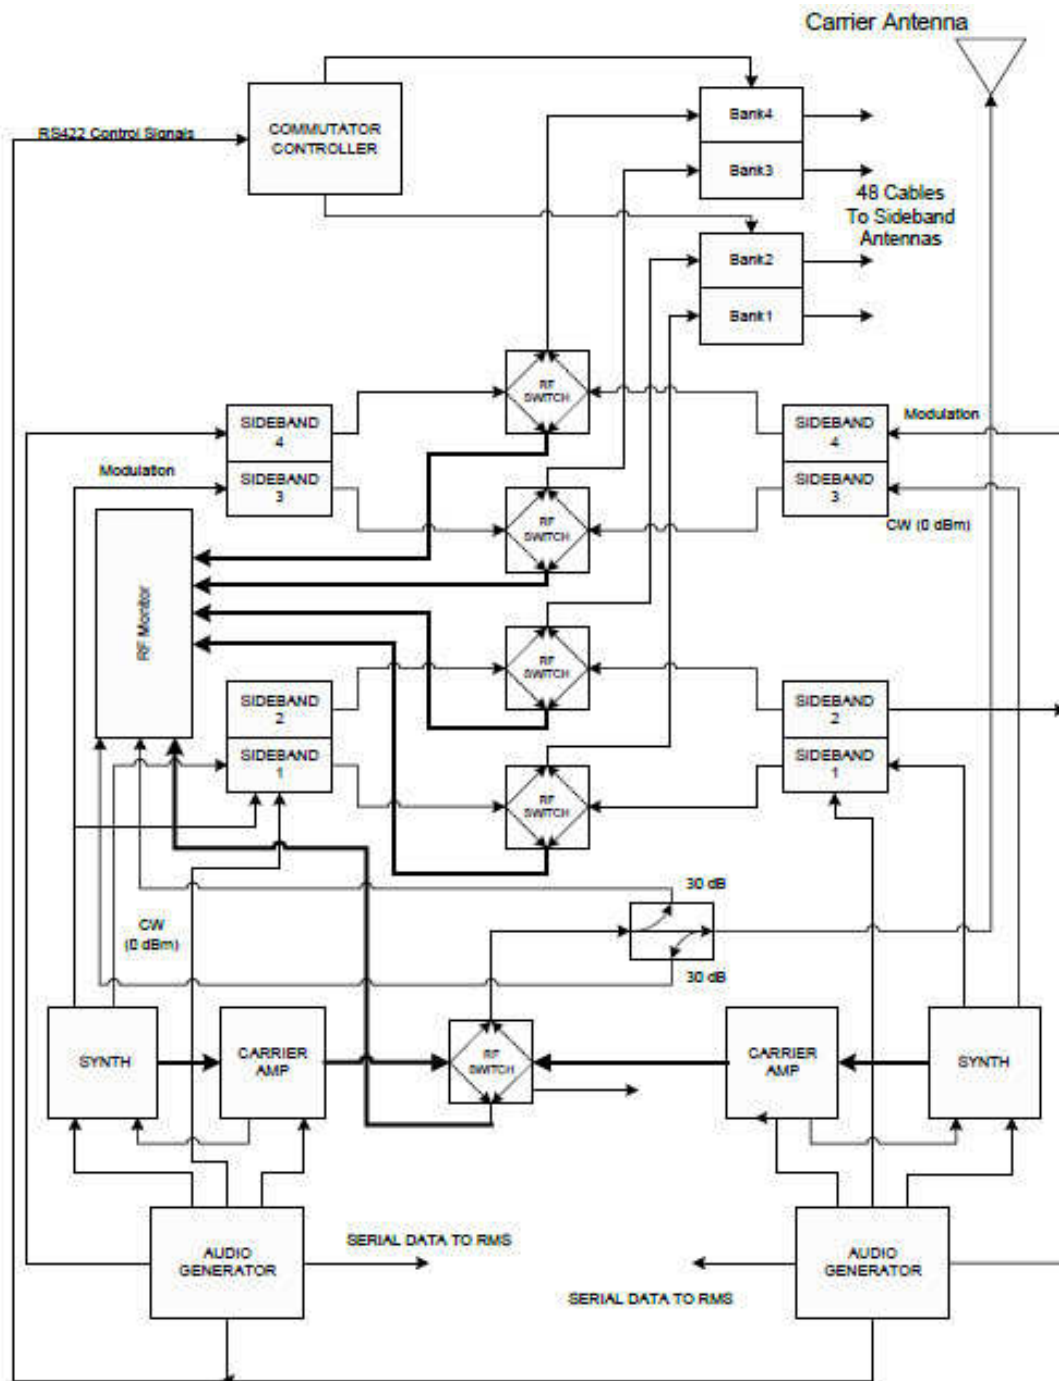 Carrier Antenna
RS422 Control Signals
COMMUTATOR
CONTROLLER
Bank4
Bank3
48 Cables
To Sideband
Antennas
Bank2
Bank1
RF
SWITCH
SIDEBAND
4
SIDEBAND
4
Modulation
Modulation
SIDEBAND
3
SIDEBAND
3
RF
SWITCH
CW (0 dBm)
RF Monitor
RF
SWITCH
SIDEBAND
2
SIDEBAND
2
SIDEBAND
1
SIDEBAND
1
RF
SWITCH
30 dB
CW
(0 dBm)
30 dB
SYNTH
CARRIER
AMP
RF
SWITCH
CARRIER
AMP
SYNTH
AUDIO
GENERATOR
SERIAL DATA TO RMS
AUDIO
GENERATOR
SERIAL DATA TO RMS